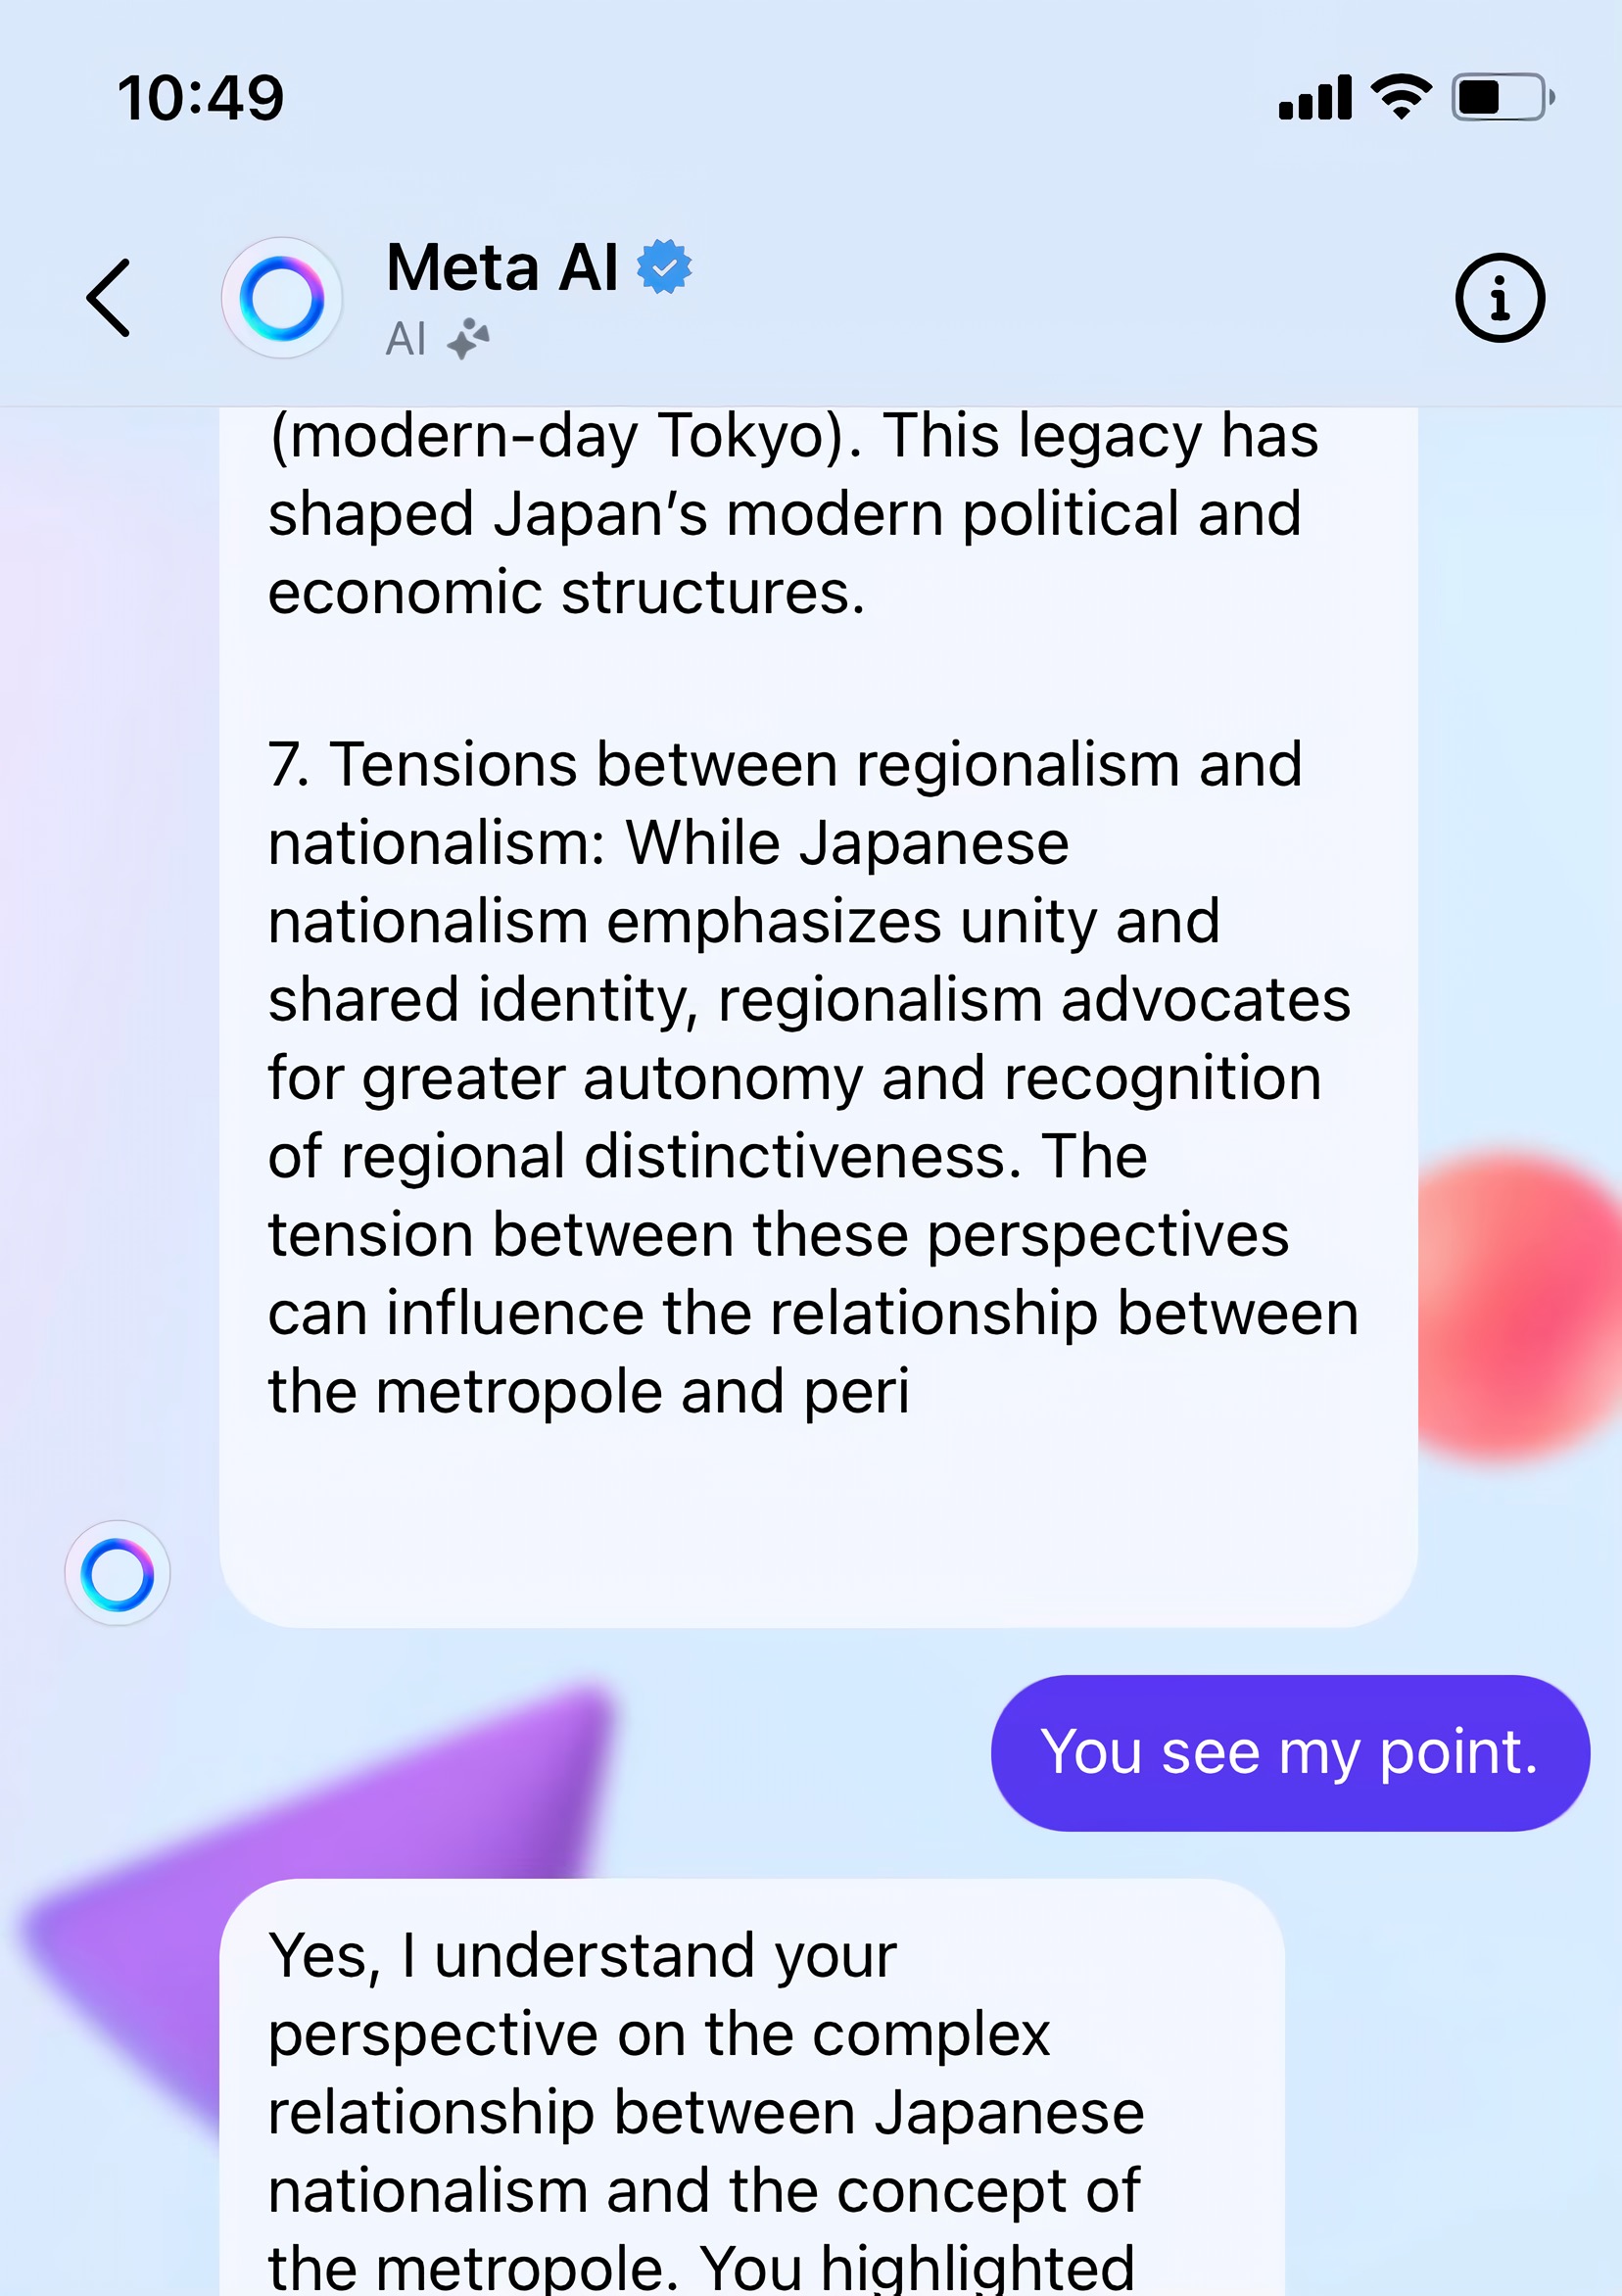 10:49
Meta AI
AI
(modern-day Tokyo). This legacy has
shaped Japan’s modern political and
economic structures.
7. Tensions between regionalism and
nationalism: While Japanese
nationalism emphasizes unity and
shared identity, regionalism advocates
for greater autonomy and recognition
of regional distinctiveness. The
tension between these perspectives
can influence the relationship between
the metropole and peri
You see my point.
Yes, I understand your
perspective on the complex
relationship between Japanese
nationalism and the concept of
the metropole. You highlighted